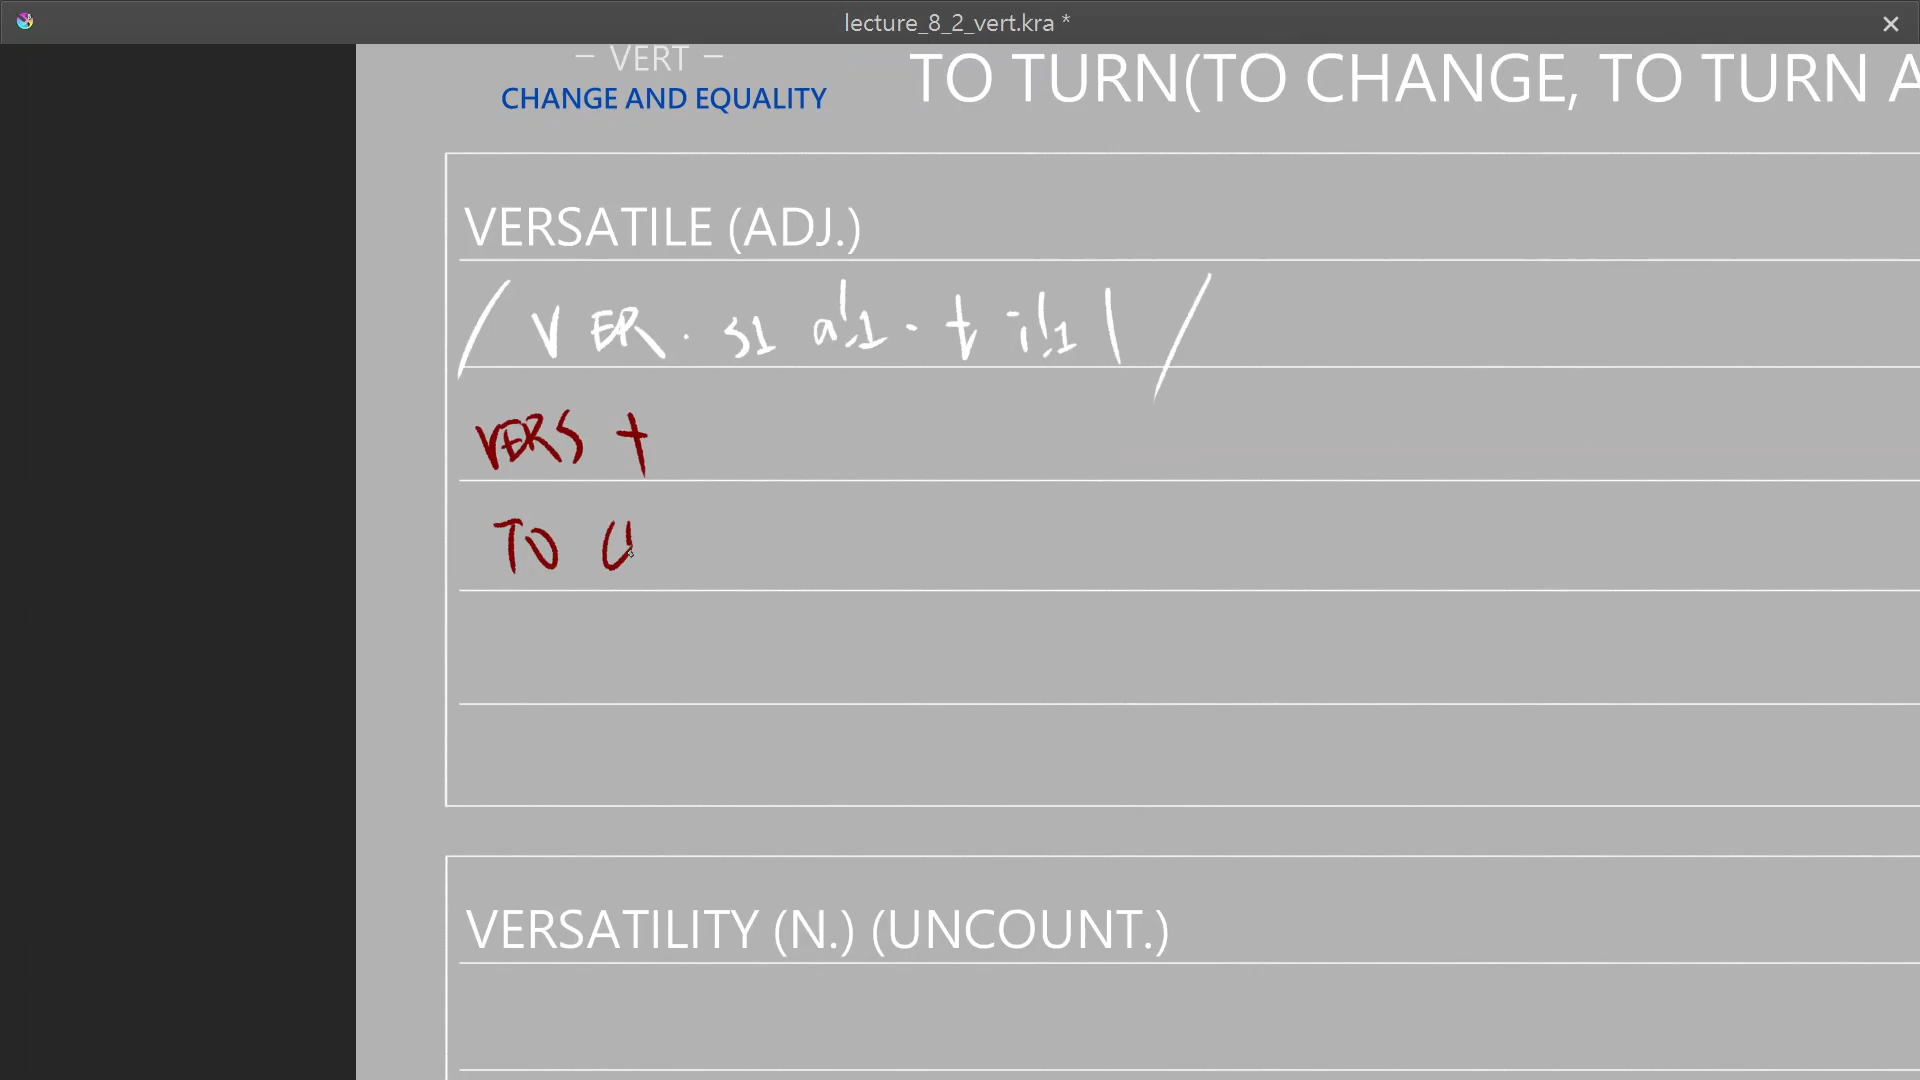 lecture_8_2_vert.kra *
– VERT –
CHANGE AND EQUALITY
TO TURN(TO CHANGE, TO TURN A
VERSATILE (ADJ.)
VERS +
TO
VERSATILITY (N.) (UNCOUNT.)